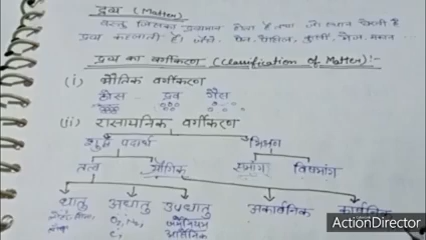 द्रव्य (Matter)
वस्तु जिसका द्रव्यमान होता है तथा जो स्थान घेरती है
द्रव्य कहलाती है। जैसे
द्रव्य का वर्गीकरण (Classification of Matter):-
(i) भौतिक वर्गीकरण
ठोस द्रव गैस
(ii) रासायनिक वर्गीकरण
शुद्ध पदार्थ मिश्रण
तत्व यौगिक समांग विषमांग
धातु अधातु उपधातु अकार्बनिक कार्बनिक
ActionDirector